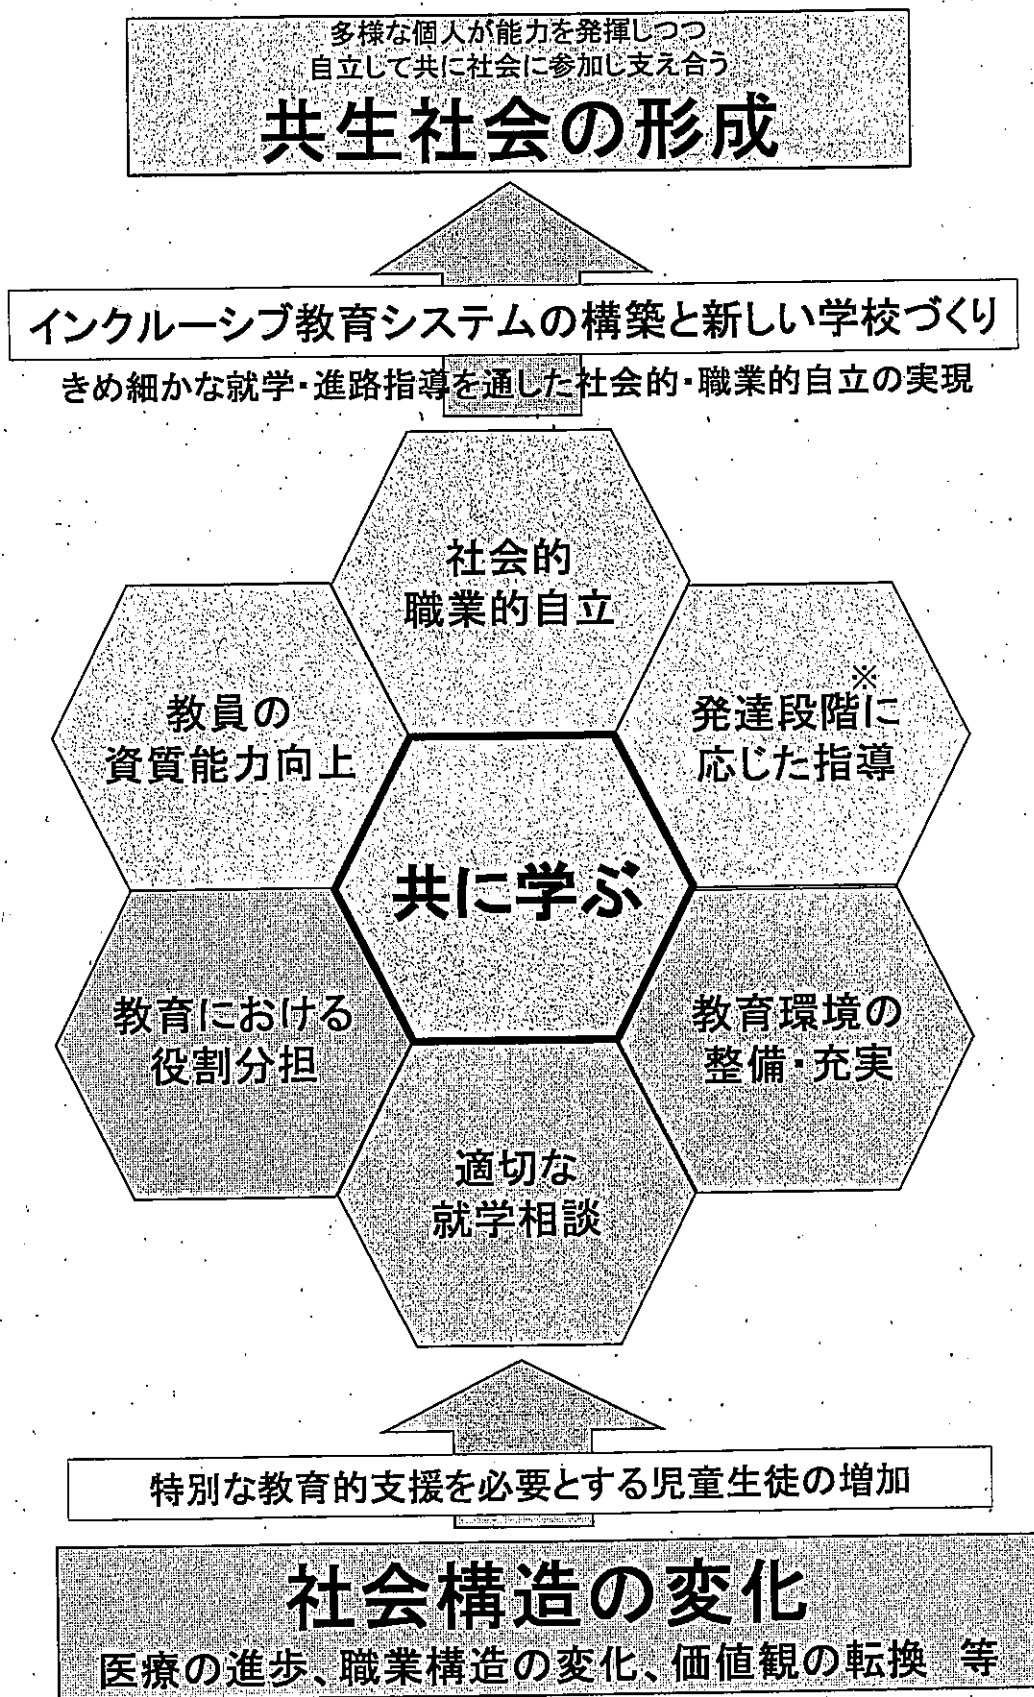 多様な個人が能力を発揮しつつ
自立して共に社会に参加し支え合う
共生社会の形成
インクルーシブ教育システムの構築と新しい学校づくり
きめ細かな就学・進路指導を通した社会的・職業的自立の実現
社会的
職業的自立
教員の
資質能力向上
※
発達段階に
応じた指導
共に学ぶ
教育における
役割分担
教育環境の
整備・充実
適切な
就学相談
特別な教育的支援を必要とする児童生徒の増加
社会構造の変化
医療の進歩、職業構造の変化、価値観の転換 等